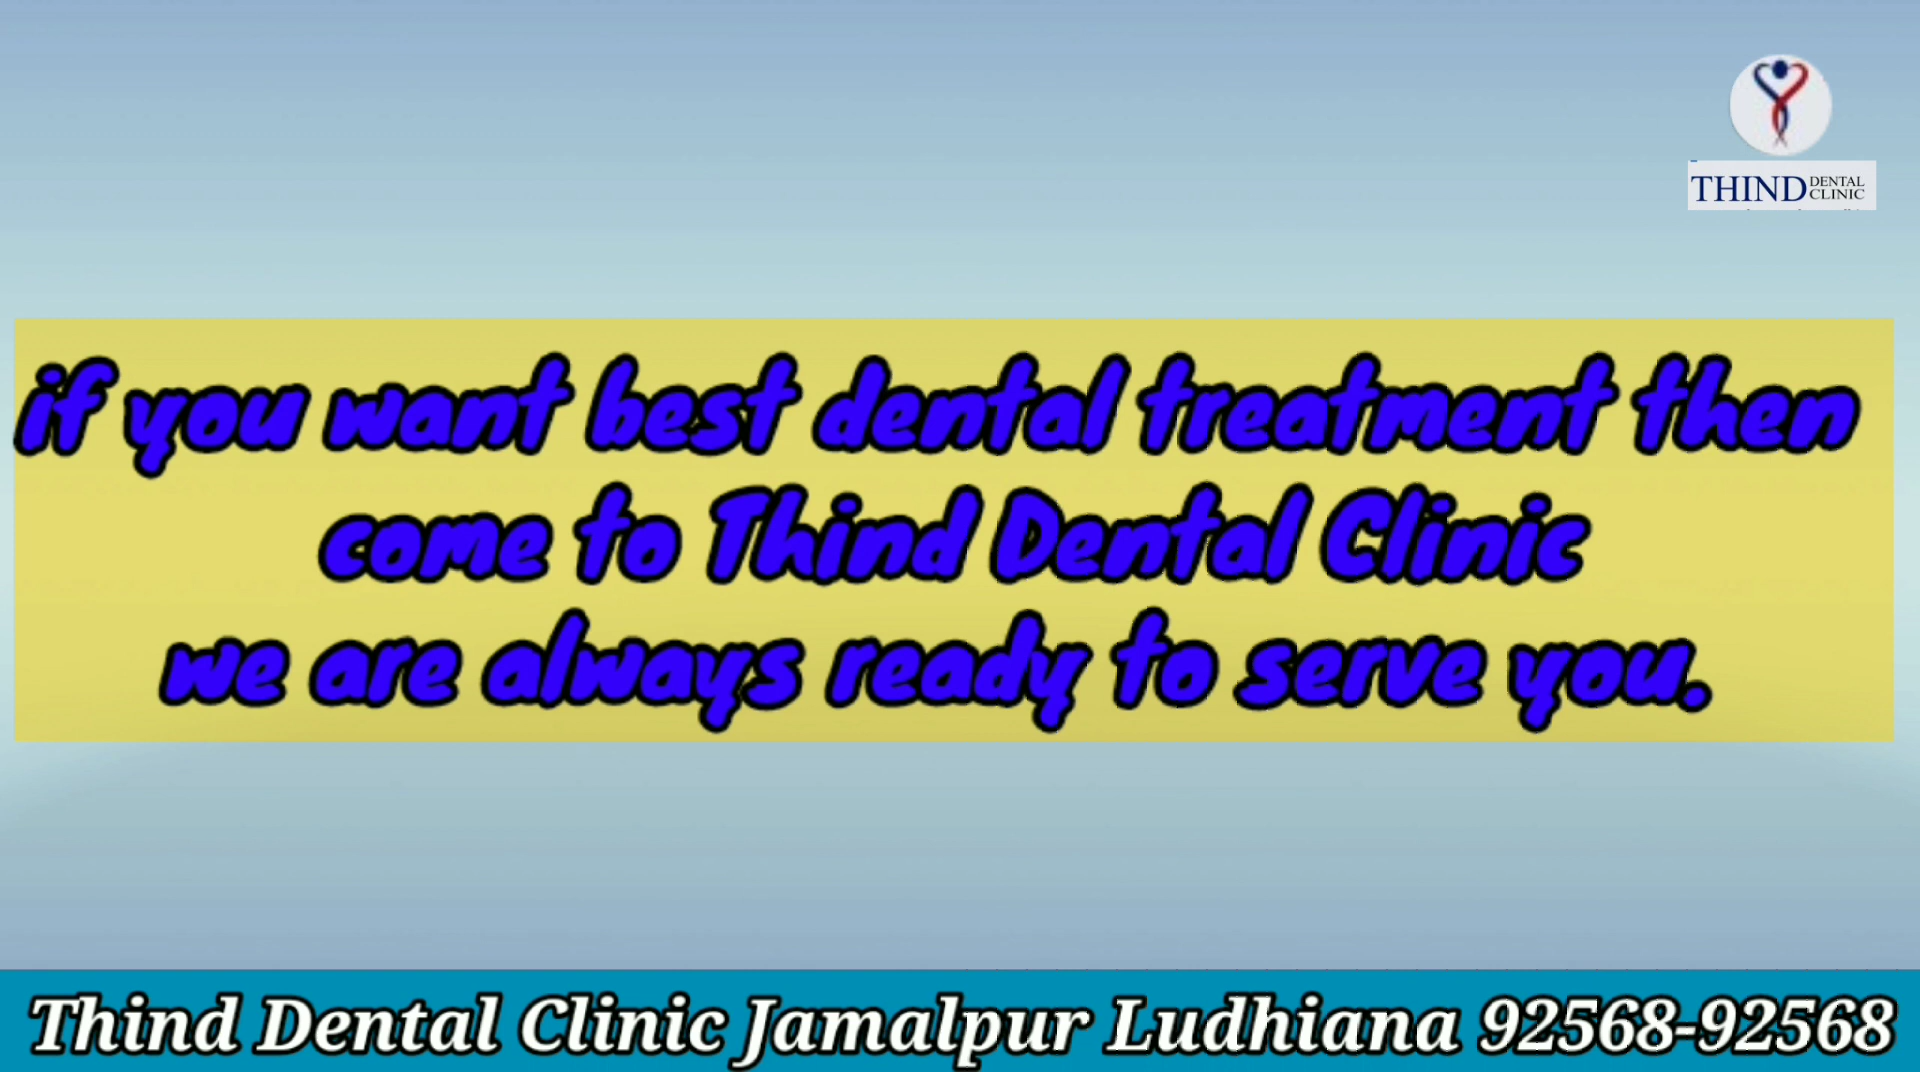 THIND DENTAL CLINIC
if you want best dental treatment then
come to Thind Dental Clinic
we are always ready to serve you.
Thind Dental Clinic Jamalpur Ludhiana 92568-92568